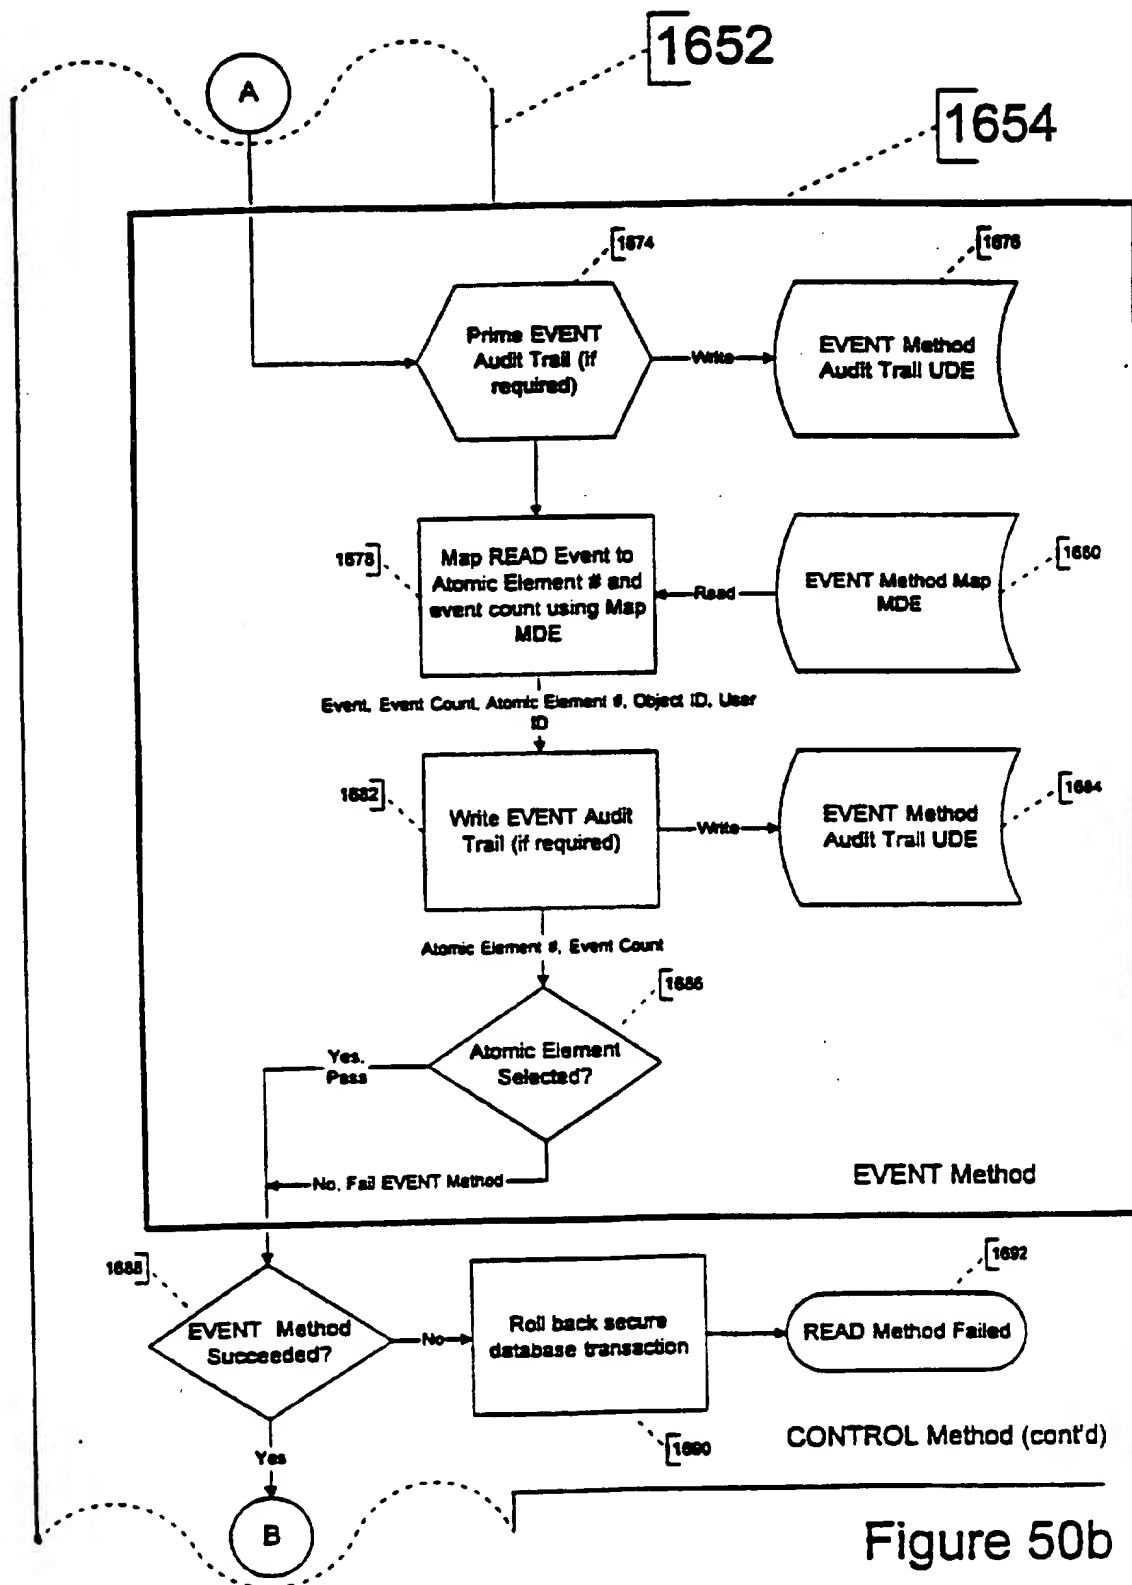 1652
A
1654
1674
1676
Prime EVENT
Audit Trail (if
required)
Write
EVENT Method
Audit Trail UDE
1678
Map READ Event to
Atomic Element # and
event count using Map
MDE
Read
EVENT Method Map
MDE
1680
Event, Event Count, Atomic Element #, Object ID, User
ID
1682
Write EVENT Audit
Trail (if required)
Write
EVENT Method
Audit Trail UDE
1684
Atomic Element #, Event Count
1686
Atomic Element
Selected?
Yes,
Pass
No, Fail EVENT Method
EVENT Method
1688
EVENT Method
Succeeded?
No
Roll back secure
database transaction
1692
READ Method Failed
1690
CONTROL Method (cont'd)
Yes
B
Figure 50b